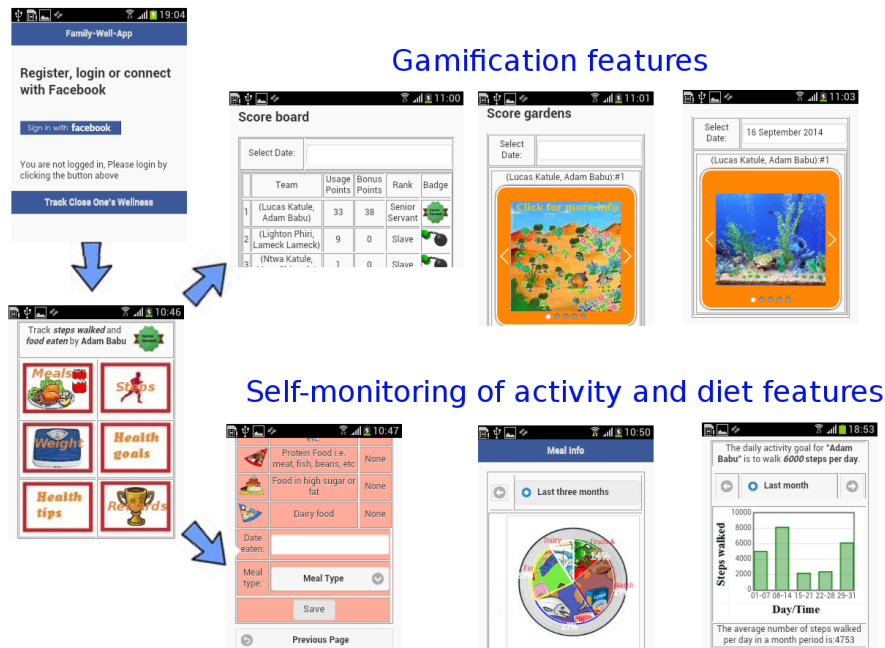 19:04
Family-Well-App
Register, login or connect
with Facebook
Sign in with facebook
You are not logged in, Please login by
clicking the button above
Track Close One's Wellness
Gamification features
11:00
Score board
Select Date:
Team Usage Points Bonus Points Rank Badge
1 (Lucas Katule, Adam Babu) 33 38 Senior Servant
2 (Lighton Phiri, Lameck Lameck) 9 0 Slave
3 (Ntwa Katule, 1 0 Slave
11:01
Score gardens
Select
Date:
(Lucas Katule, Adam Babu):#1
Click for more info
11:03
Select
Date:
16 September 2014
(Lucas Katule, Adam Babu):#1
10:46
Track steps walked and
food eaten by Adam Babu
Meals
Steps
Weight
Health
goals
Health
tips
Rewards
Self-monitoring of activity and diet features
10:47
etc.
Protein Food i.e.
meat, fish, beans, etc
None
Food in high sugar or
fat
None
Dairy food
None
Date
eaten:
Meal
type:
Meal Type
Save
Previous Page
10:50
Meal Info
Last three months
Dairy
Fruits &
Fat
Starch
18:53
The daily activity goal for "Adam
Babu" is to walk 6000 steps per day.
Last month
Steps walked
10000
8000
6000
4000
2000
0
01-07 08-14 15-21 22-28 29-31
Day/Time
The average number of steps walked
per day in a month period is:4753